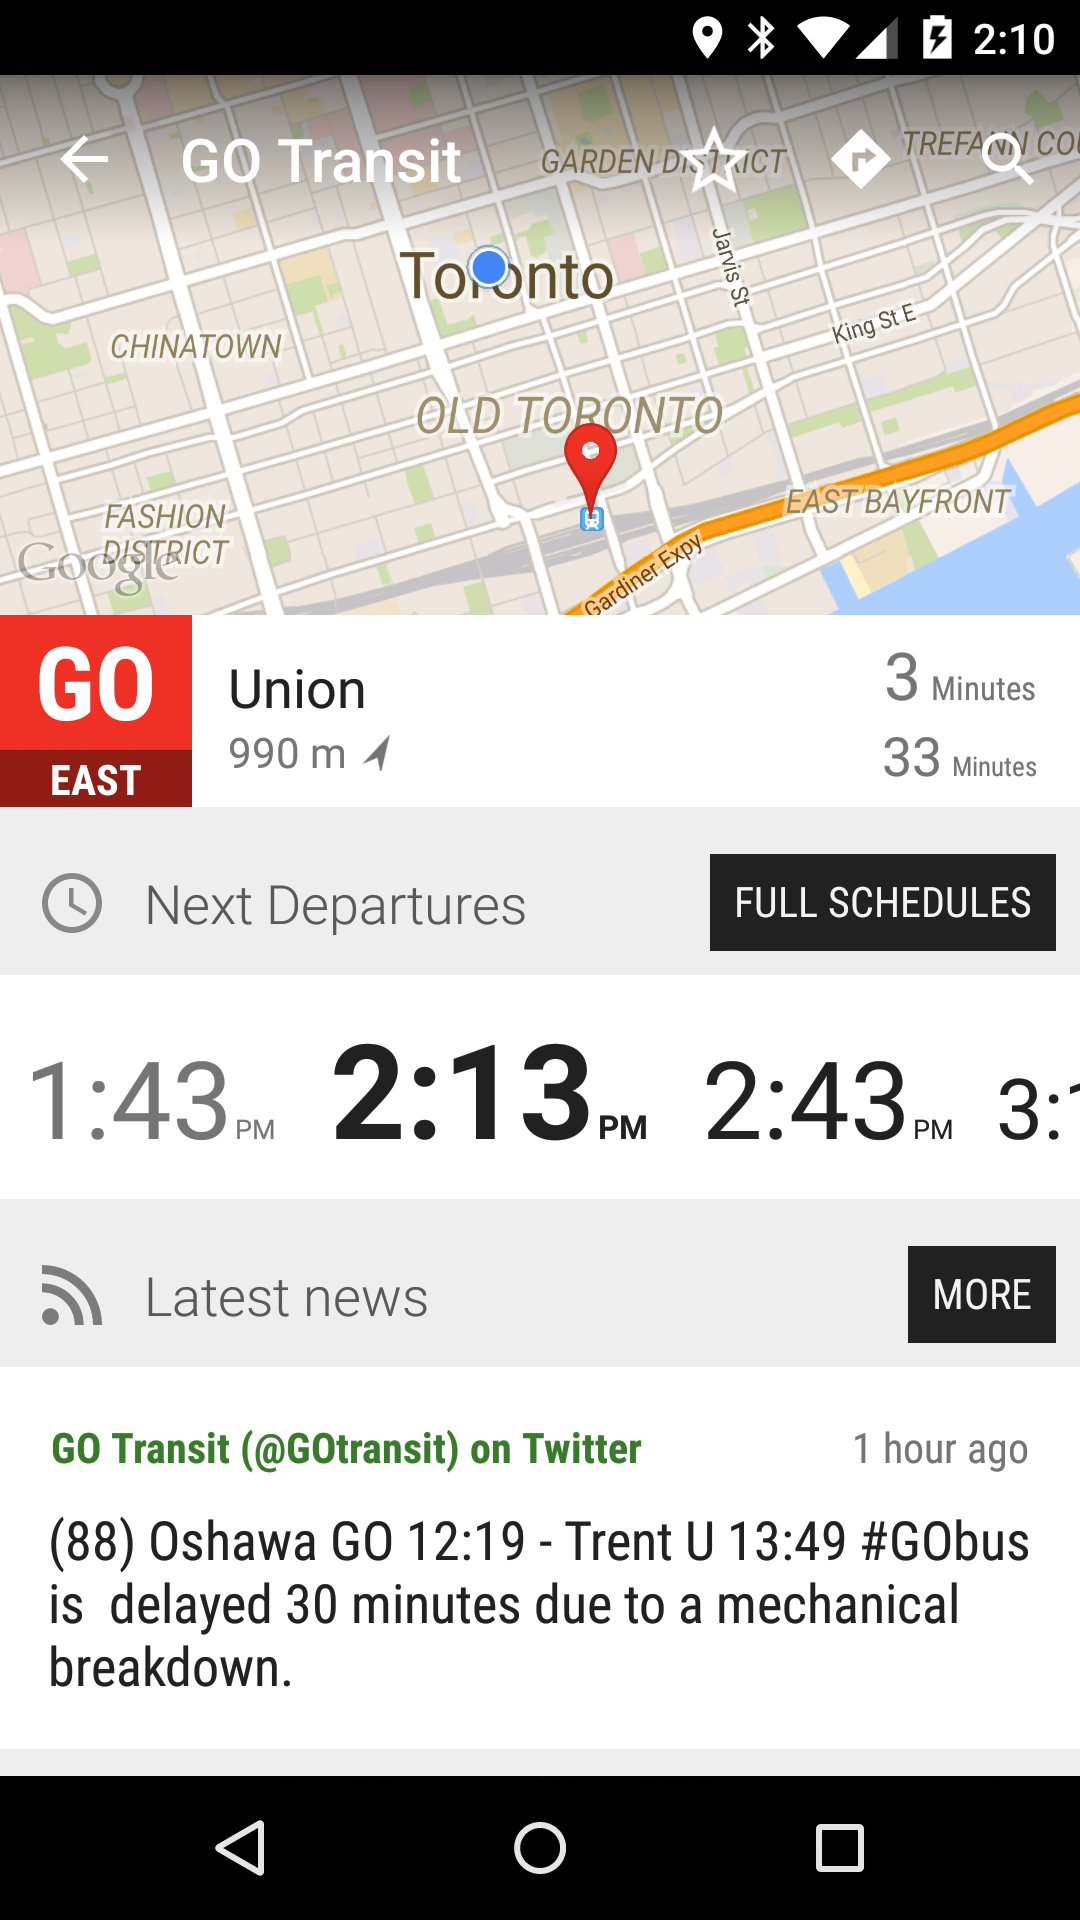 2:10
GO Transit
GARDEN DISTRICT
TREFANN COU
Toronto
Jarvis St
King St E
CHINATOWN
OLD TORONTO
EAST BAYFRONT
FASHION
DISTRICT
Google
Gardiner Expy
GO
EAST
Union
990 m
3 Minutes
33 Minutes
Next Departures
FULL SCHEDULES
1:43 PM
2:13 PM
2:43 PM
3:1
Latest news
MORE
GO Transit (@GOtransit) on Twitter
1 hour ago
(88) Oshawa GO 12:19 - Trent U 13:49 #GObus
is  delayed 30 minutes due to a mechanical
breakdown.